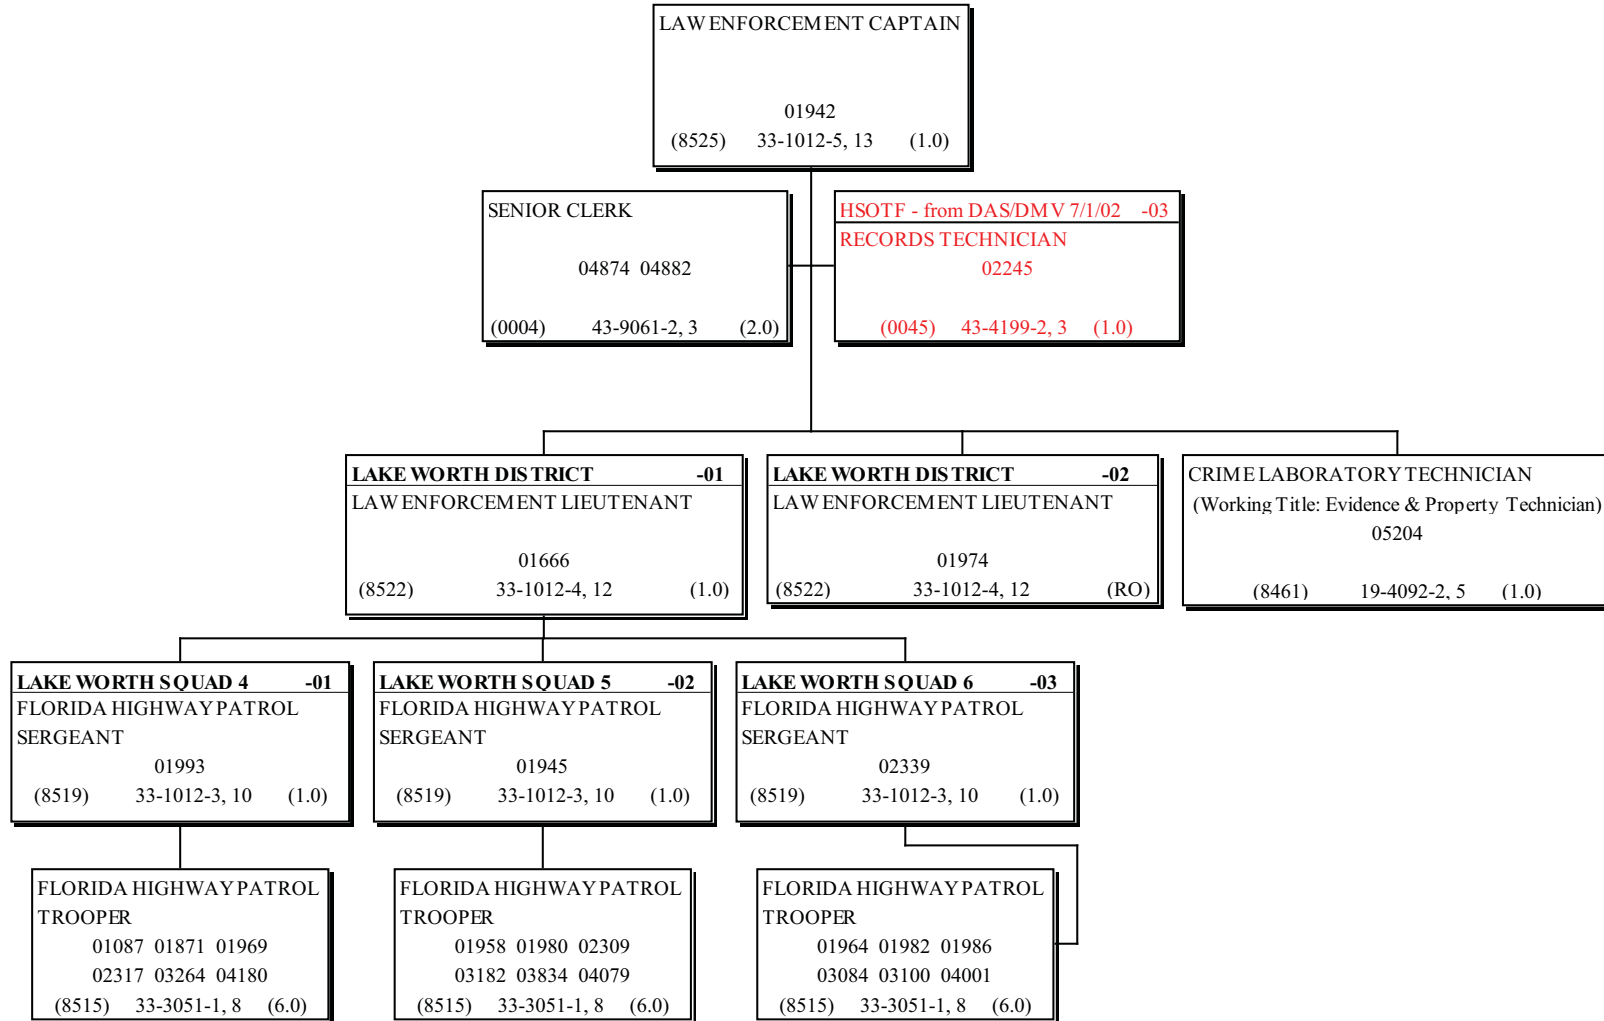 LAW ENFORCEMENT CAPTAIN
01942
(8525) 33-1012-5, 13 (1.0)
SENIOR CLERK
04874 04882
(0004) 43-9061-2, 3 (2.0)
HSOTF - from DAS/DMV 7/1/02 -03
RECORDS TECHNICIAN
02245
(0045) 43-4199-2, 3 (1.0)
LAKE WORTH DISTRICT -01
LAW ENFORCEMENT LIEUTENANT
01666
(8522) 33-1012-4, 12 (1.0)
LAKE WORTH DISTRICT -02
LAW ENFORCEMENT LIEUTENANT
01974
(8522) 33-1012-4, 12 (RO)
CRIME LABORATORY TECHNICIAN
(Working Title: Evidence & Property Technician)
05204
(8461) 19-4092-2, 5 (1.0)
LAKE WORTH SQUAD 4 -01
FLORIDA HIGHWAY PATROL
SERGEANT
01993
(8519) 33-1012-3, 10 (1.0)
LAKE WORTH SQUAD 5 -02
FLORIDA HIGHWAY PATROL
SERGEANT
01945
(8519) 33-1012-3, 10 (1.0)
LAKE WORTH SQUAD 6 -03
FLORIDA HIGHWAY PATROL
SERGEANT
02339
(8519) 33-1012-3, 10 (1.0)
FLORIDA HIGHWAY PATROL
TROOPER
01087 01871 01969
02317 03264 04180
(8515) 33-3051-1, 8 (6.0)
FLORIDA HIGHWAY PATROL
TROOPER
01958 01980 02309
03182 03834 04079
(8515) 33-3051-1, 8 (6.0)
FLORIDA HIGHWAY PATROL
TROOPER
01964 01982 01986
03084 03100 04001
(8515) 33-3051-1, 8 (6.0)